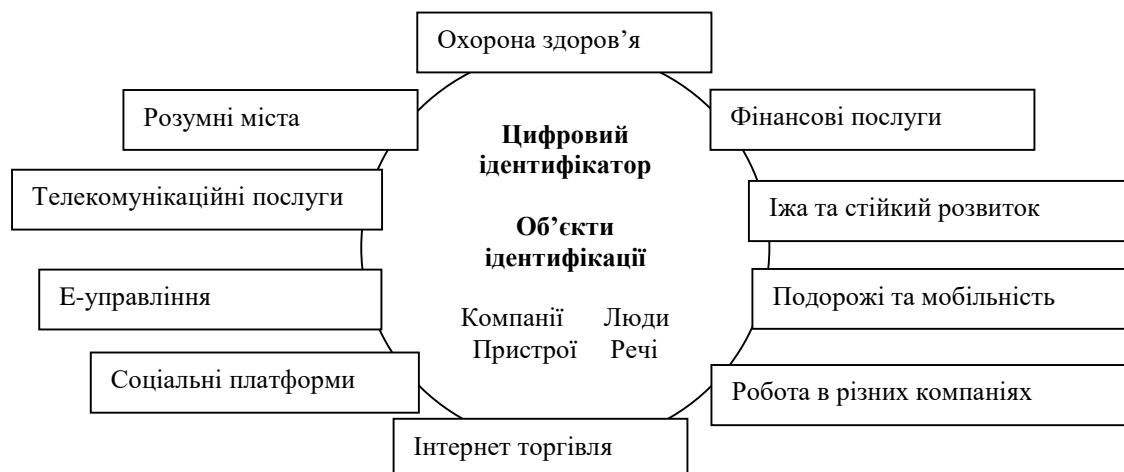 Охорона здоров’я
Розумні міста
Фінансові послуги
Цифровий
ідентифікатор
Телекомунікаційні послуги
Їжа та стійкий розвиток
Об’єкти
ідентифікації
Е-управління
Подорожі та мобільність
Компанії Люди
Пристрої Речі
Соціальні платформи
Робота в різних компаніях
Інтернет торгівля